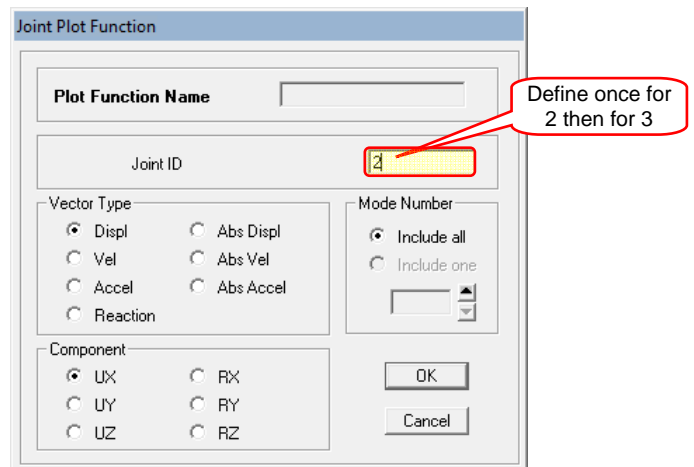 Joint Plot Function
Plot Function Name
Define once for
2 then for 3
Joint ID
2
Vector Type
Displ
Abs Displ
Vel
Abs Vel
Accel
Abs Accel
Reaction
Mode Number
Include all
Include one
Component
UX
RX
UY
RY
UZ
RZ
OK
Cancel